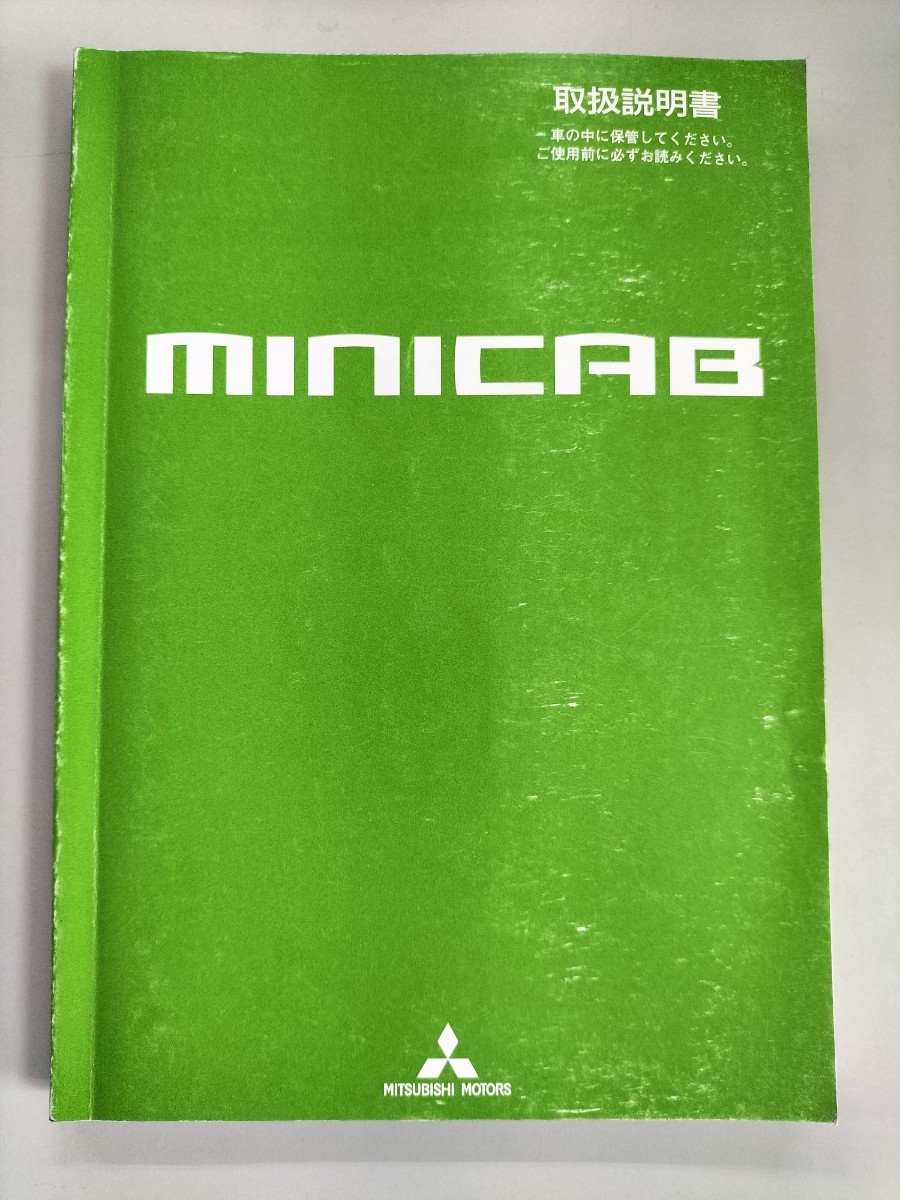 取扱説明書
車の中に保管してください。
ご使用前に必ずお読みください。
MINICAB
MITSUBISHI MOTORS